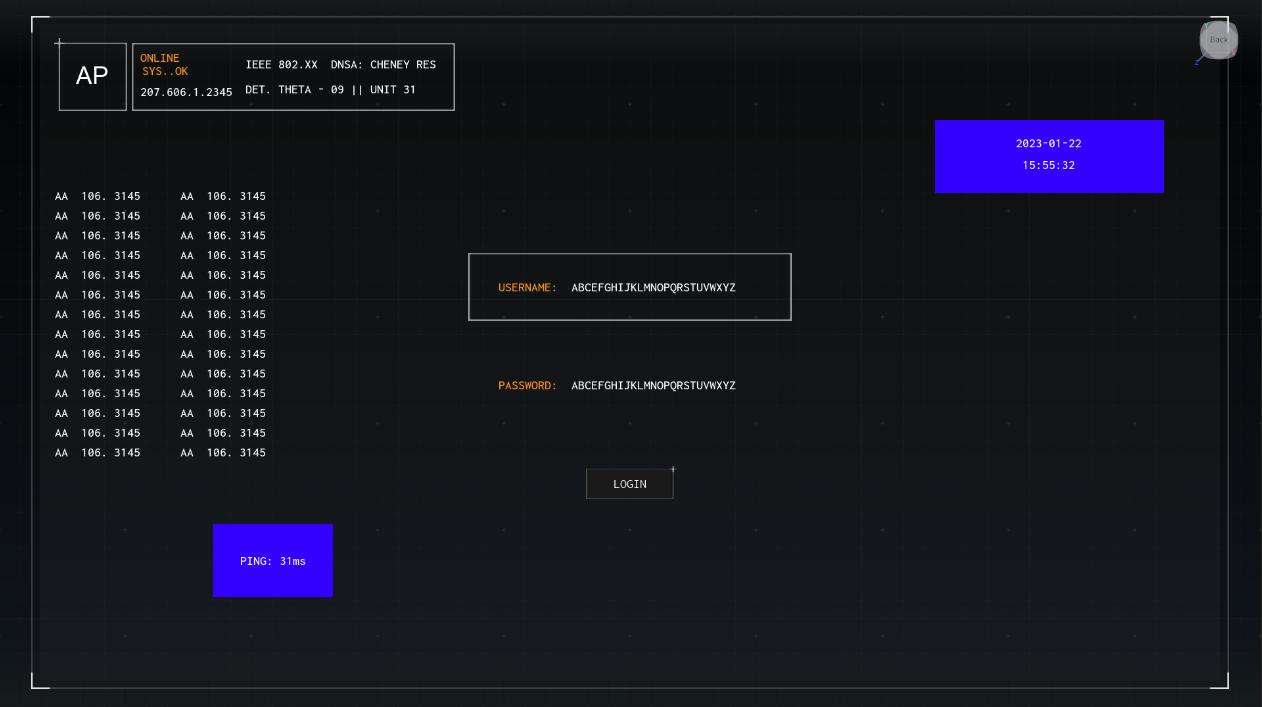 AP
ONLINE
SYS..OK
207.606.1.2345
IEEE 802.XX  DNSA: CHENEY RES
DET. THETA - 09 || UNIT 31
Back
2023-01-22
15:55:32
AA  106. 3145  AA  106. 3145
AA  106. 3145  AA  106. 3145
AA  106. 3145  AA  106. 3145
AA  106. 3145  AA  106. 3145
AA  106. 3145  AA  106. 3145
AA  106. 3145  AA  106. 3145
AA  106. 3145  AA  106. 3145
AA  106. 3145  AA  106. 3145
AA  106. 3145  AA  106. 3145
AA  106. 3145  AA  106. 3145
AA  106. 3145  AA  106. 3145
AA  106. 3145  AA  106. 3145
AA  106. 3145  AA  106. 3145
AA  106. 3145  AA  106. 3145
USERNAME:  ABCEFGHIJKLMNOPQRSTUVWXYZ
PASSWORD:  ABCEFGHIJKLMNOPQRSTUVWXYZ
LOGIN
PING: 31ms